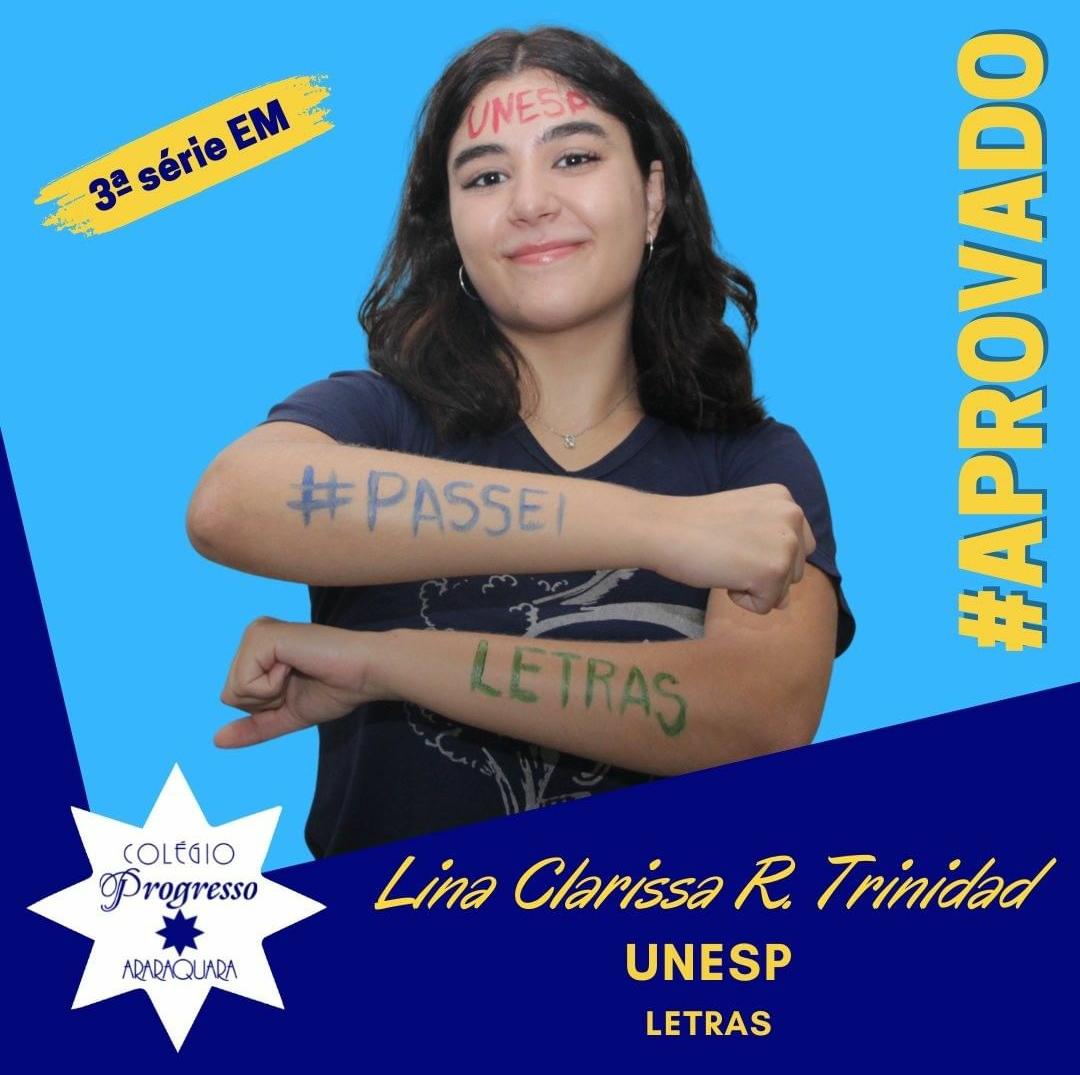 3ª série EM
#APROVADO
UNESP
#PASSEI
LETRAS
COLÉGIO
Progresso
ARARAQUARA
Lina Clarissa R. Trinidad
UNESP
LETRAS